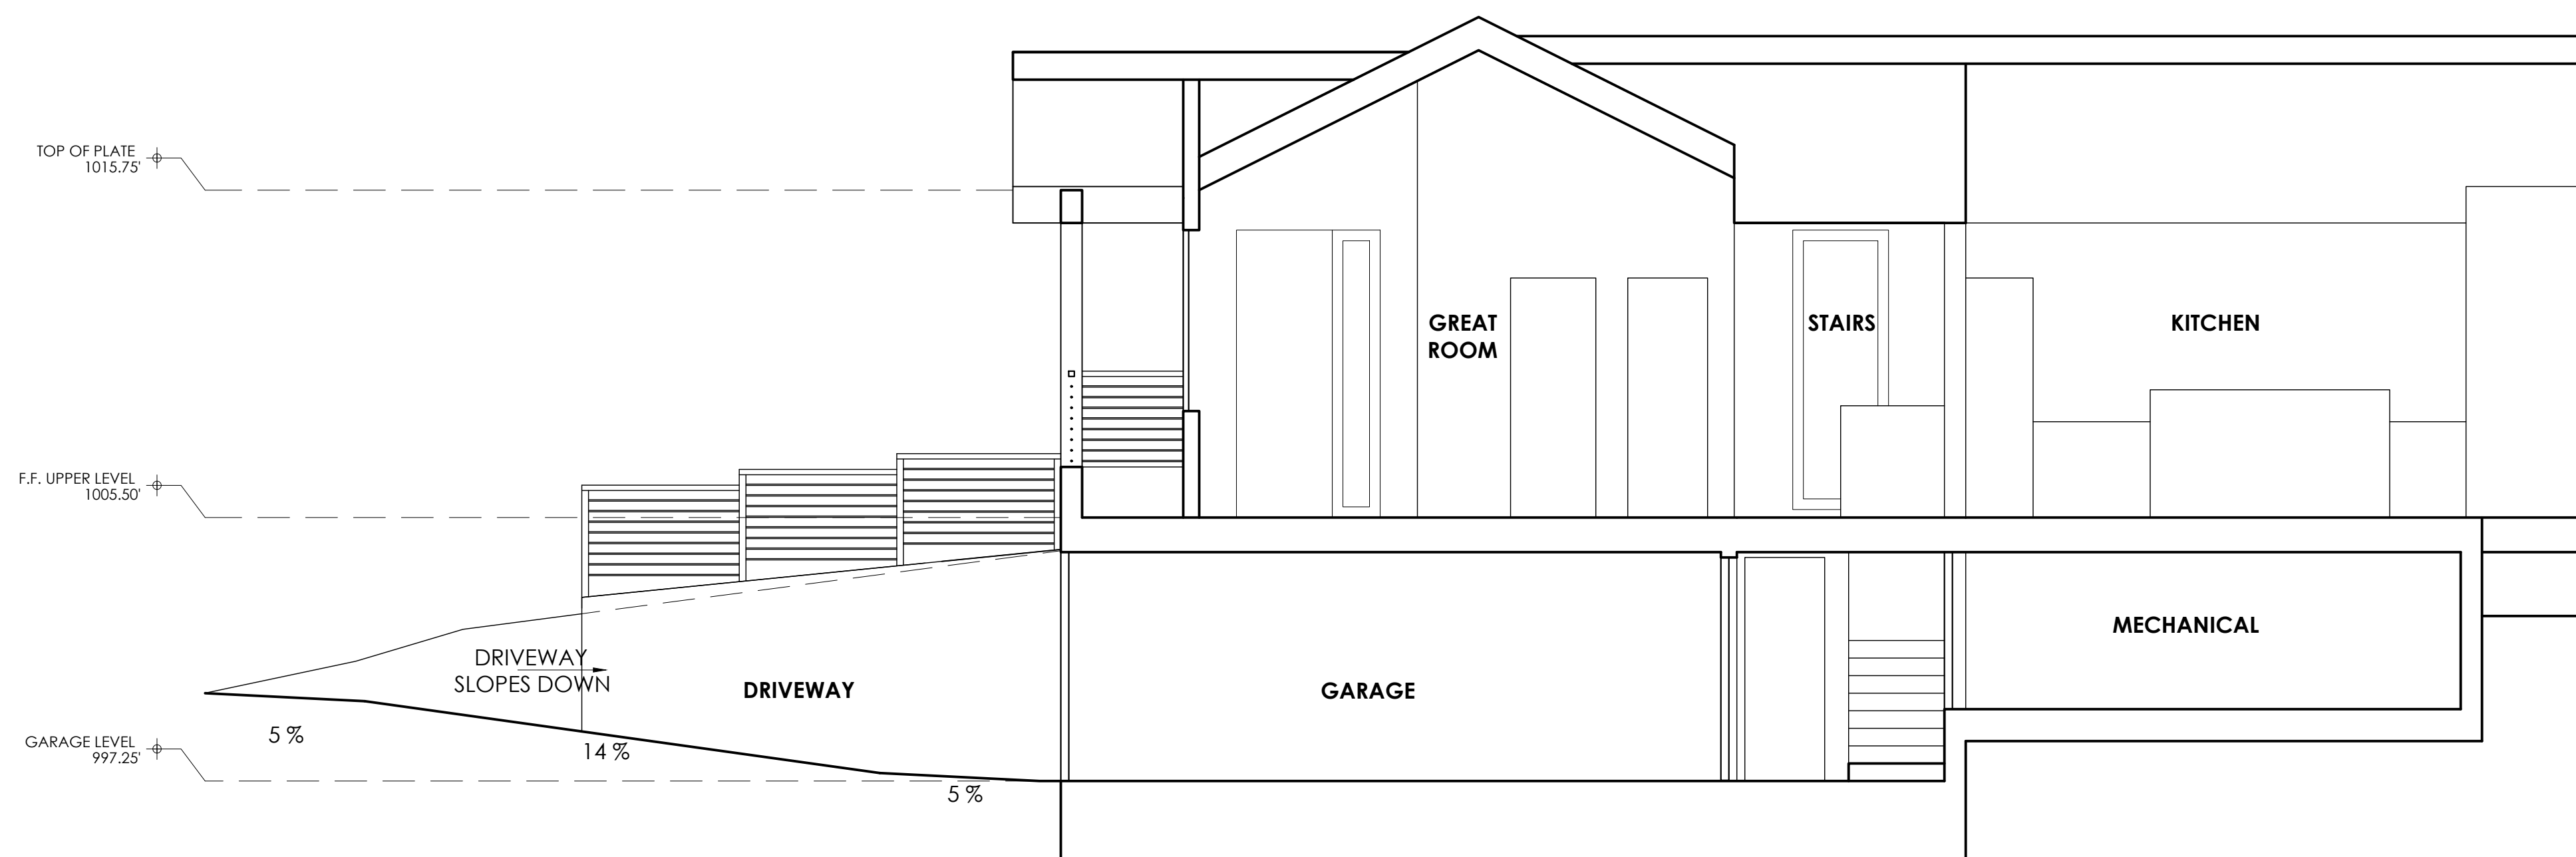 TOP OF PLATE
1015.75'
GREAT
ROOM
STAIRS
KITCHEN
F.F. UPPER LEVEL
1005.50'
DRIVEWAY
SLOPES DOWN
DRIVEWAY
GARAGE
MECHANICAL
5 %
14 %
GARAGE LEVEL
997.25'
5 %